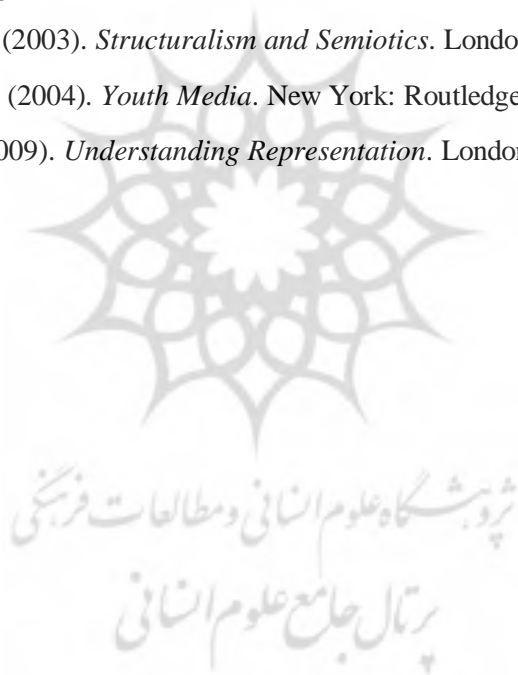 (2003). Structuralism and Semiotics. Londo
(2004). Youth Media. New York: Routledge
009). Understanding Representation. London
پژوهشگاه علوم انسانی و مطالعات فرهنگی
پرتال جامع علوم انسانی